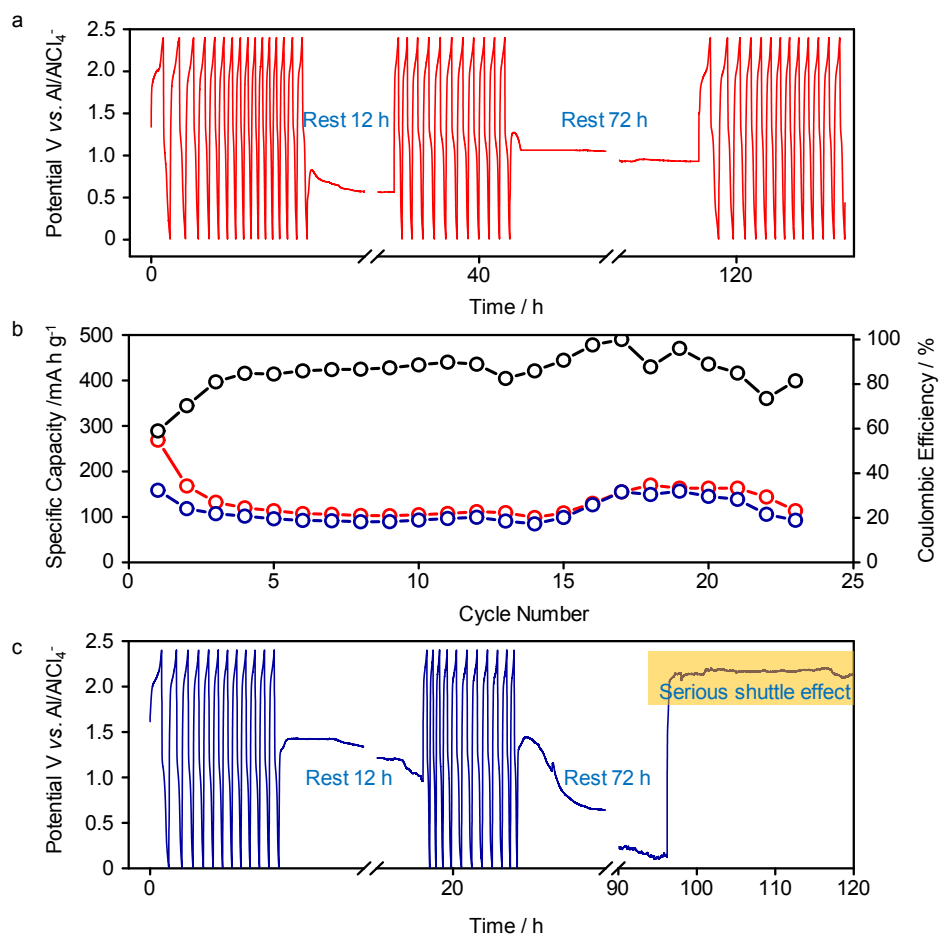 a
Potential V vs. Al/AlCl4-
2.5
2.0
1.5
1.0
0.5
0
Rest 12 h
Rest 72 h
0
40
120
Time / h
b
Specific Capacity /mA h g-1
500
400
300
200
100
0
100
80
60
40
20
0
Coulombic Efficiency / %
0
5
10
15
20
25
Cycle Number
c
Potential V vs. Al/AlCl4-
2.5
2.0
1.5
1.0
0.5
0
Serious shuttle effect
Rest 12 h
Rest 72 h
0
20
90
100
110
120
Time / h